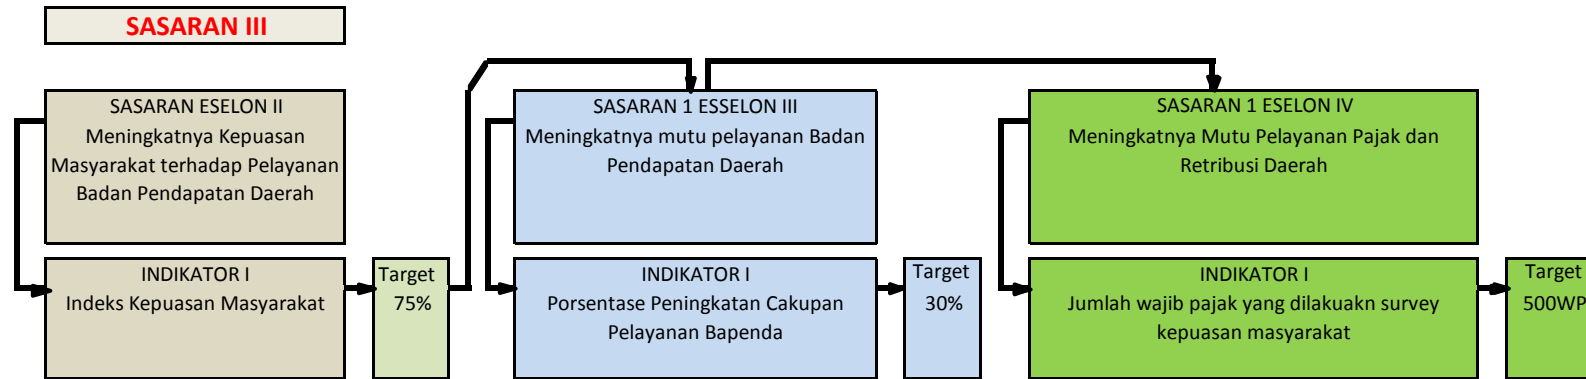 SASARAN III
SASARAN ESELON II
Meningkatnya Kepuasan
Masyarakat terhadap Pelayanan
Badan Pendapatan Daerah
INDIKATOR I
Indeks Kepuasan Masyarakat
Target
75%
SASARAN 1 ESSELON III
Meningkatnya mutu pelayanan Badan
Pendapatan Daerah
INDIKATOR I
Porsentase Peningkatan Cakupan
Pelayanan Bapenda
Target
30%
SASARAN 1 ESELON IV
Meningkatnya Mutu Pelayanan Pajak dan
Retribusi Daerah
INDIKATOR I
Jumlah wajib pajak yang dilakuakn survey
kepuasan masyarakat
Target
500WP